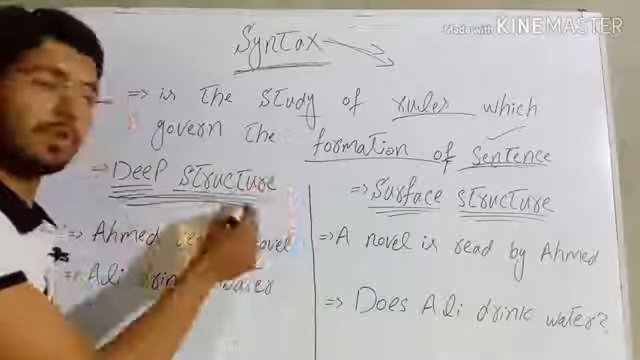 Made with KINEMASTER
Syntax
⇒ is the study of rules which
govern the formation of Sentence
⇒ Deep structure
⇒ Surface structure
⇒ Ahmed
⇒ A novel is read by Ahmed
⇒ Ali water
⇒ Does Ali drink water?